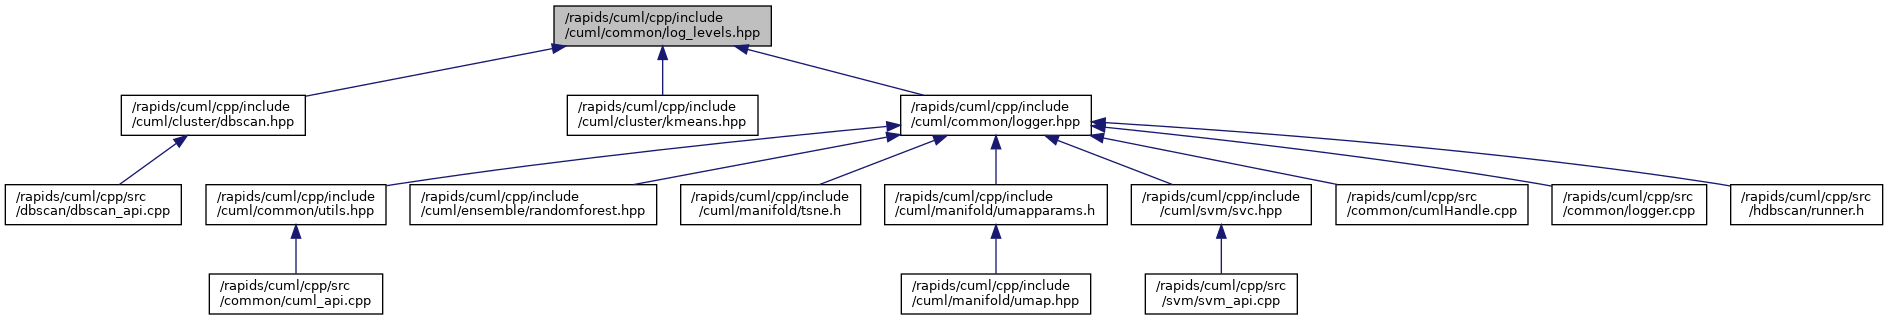 /rapids/cuml/cpp/include
/cuml/common/log_levels.hpp
/rapids/cuml/cpp/include
/cuml/cluster/dbscan.hpp
/rapids/cuml/cpp/include
/cuml/cluster/kmeans.hpp
/rapids/cuml/cpp/include
/cuml/common/logger.hpp
/rapids/cuml/cpp/src
/dbscan/dbscan_api.cpp
/rapids/cuml/cpp/include
/cuml/common/utils.hpp
/rapids/cuml/cpp/include
/cuml/ensemble/randomforest.hpp
/rapids/cuml/cpp/include
/cuml/manifold/tsne.h
/rapids/cuml/cpp/include
/cuml/manifold/umapparams.h
/rapids/cuml/cpp/include
/cuml/svm/svc.hpp
/rapids/cuml/cpp/src
/common/cumlHandle.cpp
/rapids/cuml/cpp/src
/common/logger.cpp
/rapids/cuml/cpp/src
/hdbscan/runner.h
/rapids/cuml/cpp/src
/common/cuml_api.cpp
/rapids/cuml/cpp/include
/cuml/manifold/umap.hpp
/rapids/cuml/cpp/src
/svm/svm_api.cpp